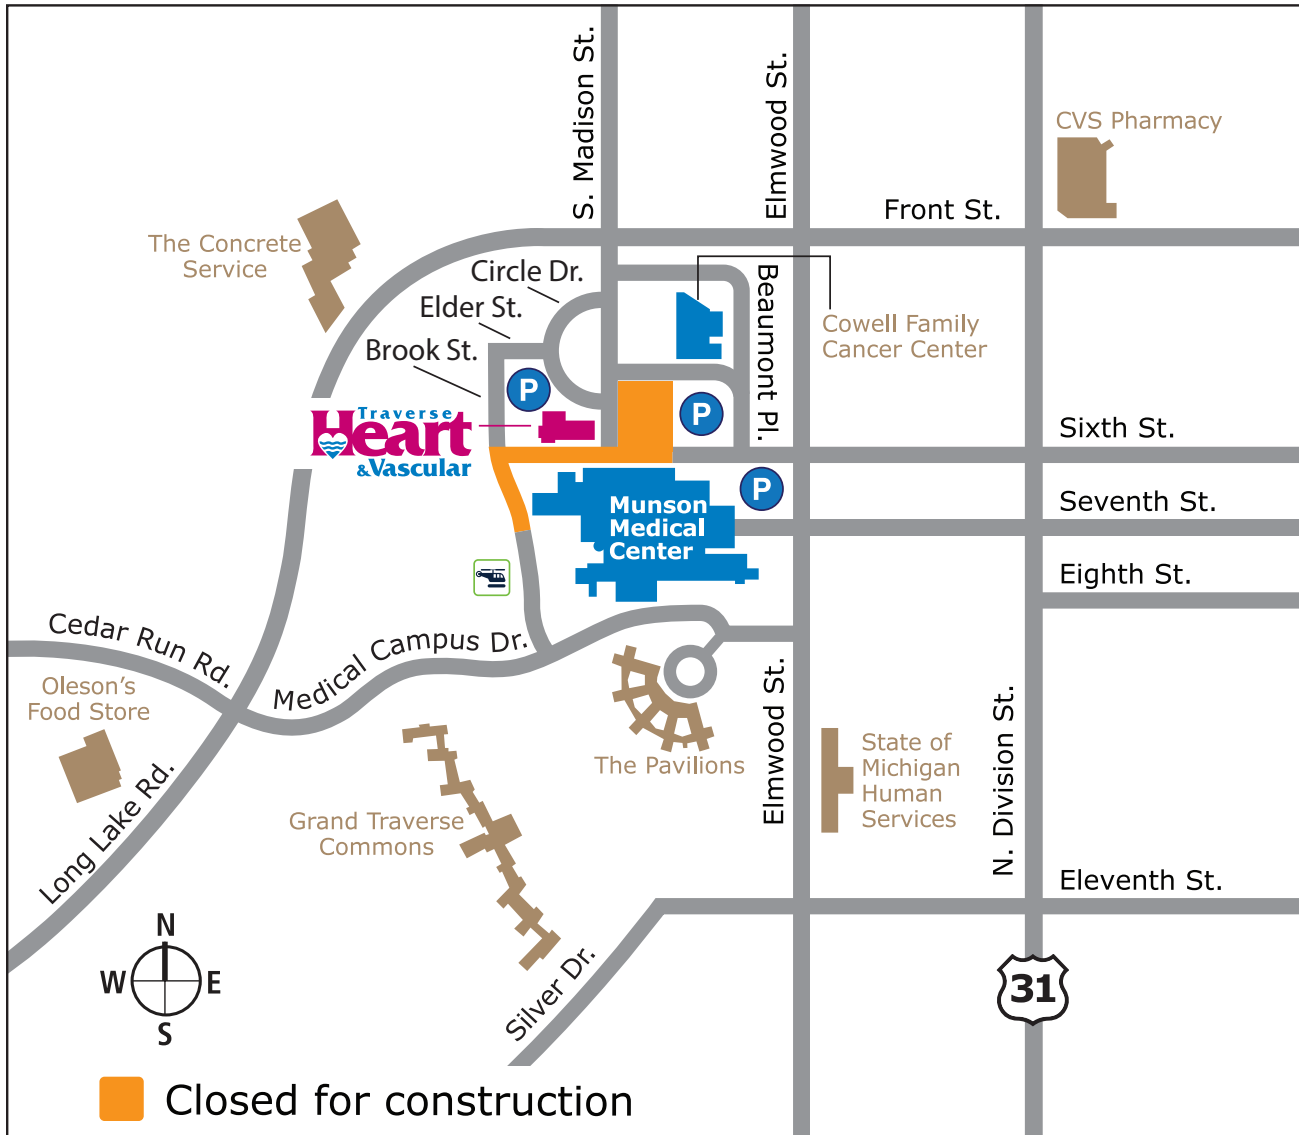 S. Madison St.
Elmwood St.
CVS Pharmacy
Front St.
The Concrete
Service
Circle Dr.
Elder St.
Brook St.
Beaumont Pl.
Cowell Family
Cancer Center
P
P
Traverse
Heart
&Vascular
Sixth St.
P
Munson
Medical
Center
Seventh St.
Eighth St.
Cedar Run Rd.
Medical Campus Dr.
Oleson's
Food Store
The Pavilions
Elmwood St.
State of
Michigan
Human
Services
N. Division St.
Long Lake Rd.
Grand Traverse
Commons
Eleventh St.
Silver Dr.
N
W
E
S
31
Closed for construction